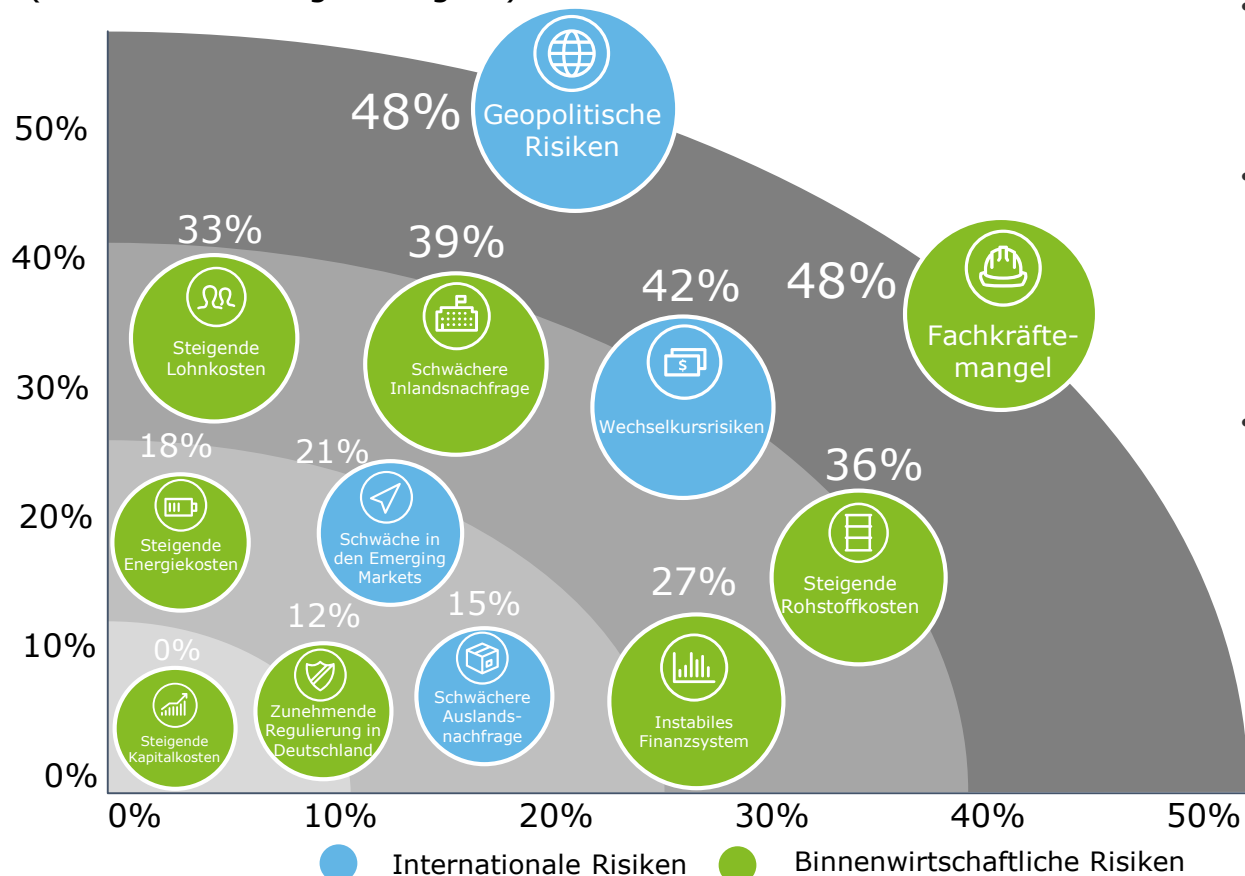 50%
48%
Geopolitische
Risiken
40%
33%
Steigende
Lohnkosten
39%
Schwächere
Inlandsnachfrage
42%
$
Wechselkursrisiken
48%
Fachkräfte-
mangel
30%
18%
Steigende
Energiekosten
21%
Schwäche in
den Emerging
Markets
36%
Steigende
Rohstoffkosten
20%
10%
0%
Steigende
Kapitalkosten
12%
Zunehmende
Regulierung in
Deutschland
15%
Schwächere
Auslands-
nachfrage
27%
Instabiles
Finanzsystem
0%
0%
10%
20%
30%
40%
50%
Internationale Risiken
Binnenwirtschaftliche Risiken